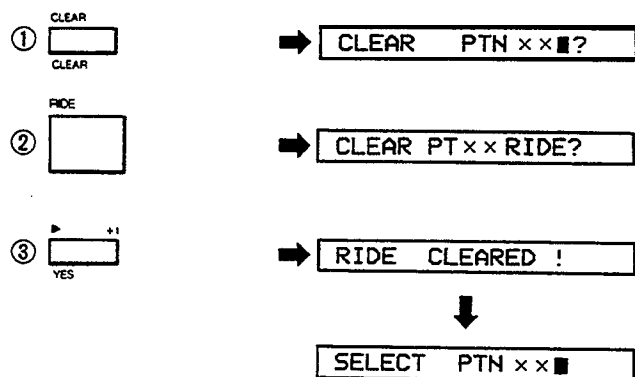 CLEAR
① CLEAR PTN ××■?
CLEAR
RIDE
② CLEAR PT××RIDE?
▶ +1
③ RIDE CLEARED !
YES
SELECT PTN ××■